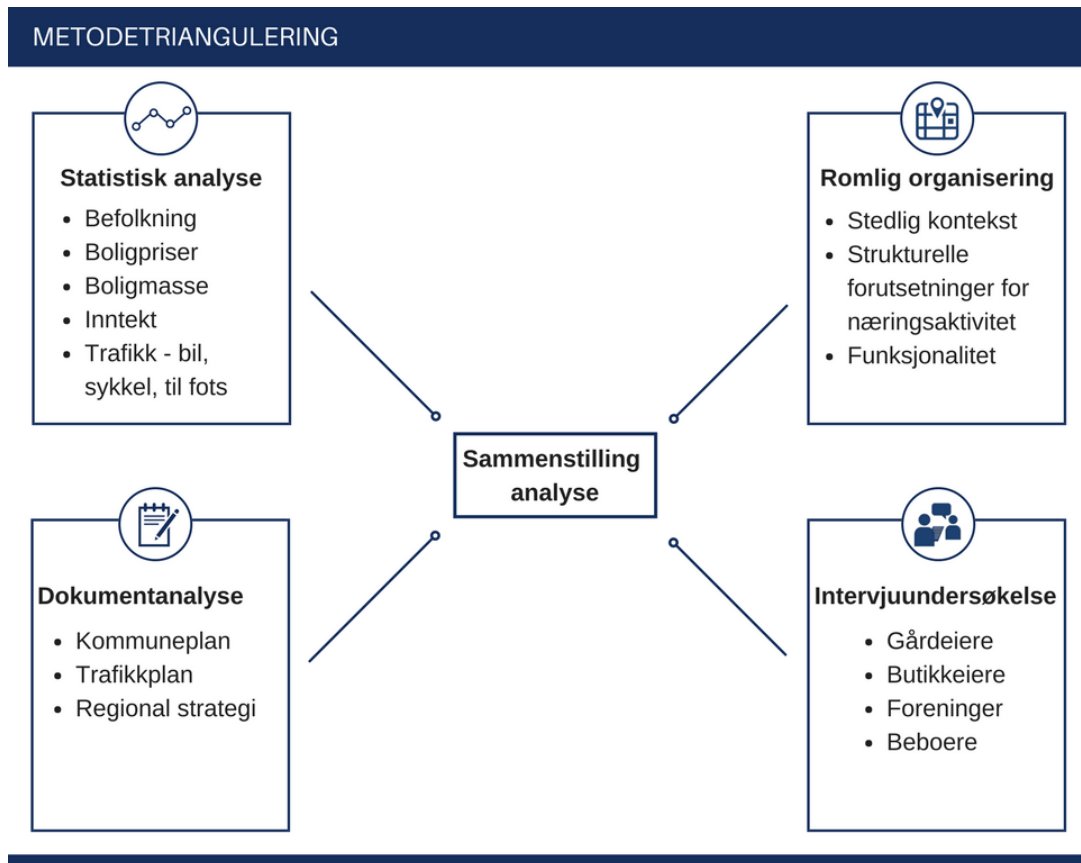 METODETRIANGULERING
Statistisk analyse
• Befolkning
• Boligpriser
• Boligmasse
• Inntekt
• Trafikk - bil,
sykkel, til fots
Romlig organisering
• Stedlig kontekst
• Strukturelle
forutsetninger for
næringsaktivitet
• Funksjonalitet
Sammenstilling
analyse
Dokumentanalyse
• Kommuneplan
• Trafikkplan
• Regional strategi
Intervjuundersøkelse
• Gårdeiere
• Butikkeiere
• Foreninger
• Beboere